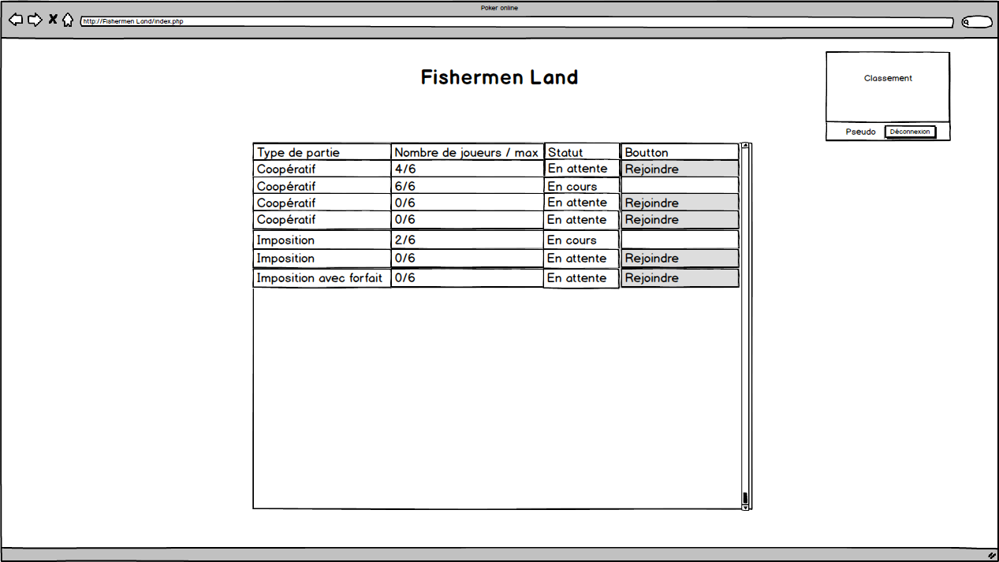 Poker online
http://Fishermen Land/index.php
Fishermen Land
Classement
Pseudo Déconnexion
Type de partie Nombre de joueurs / max Statut Boutton
Coopératif 4/6 En attente Rejoindre
Coopératif 6/6 En cours
Coopératif 0/6 En attente Rejoindre
Coopératif 0/6 En attente Rejoindre
Imposition 2/6 En cours
Imposition 0/6 En attente Rejoindre
Imposition avec forfait 0/6 En attente Rejoindre